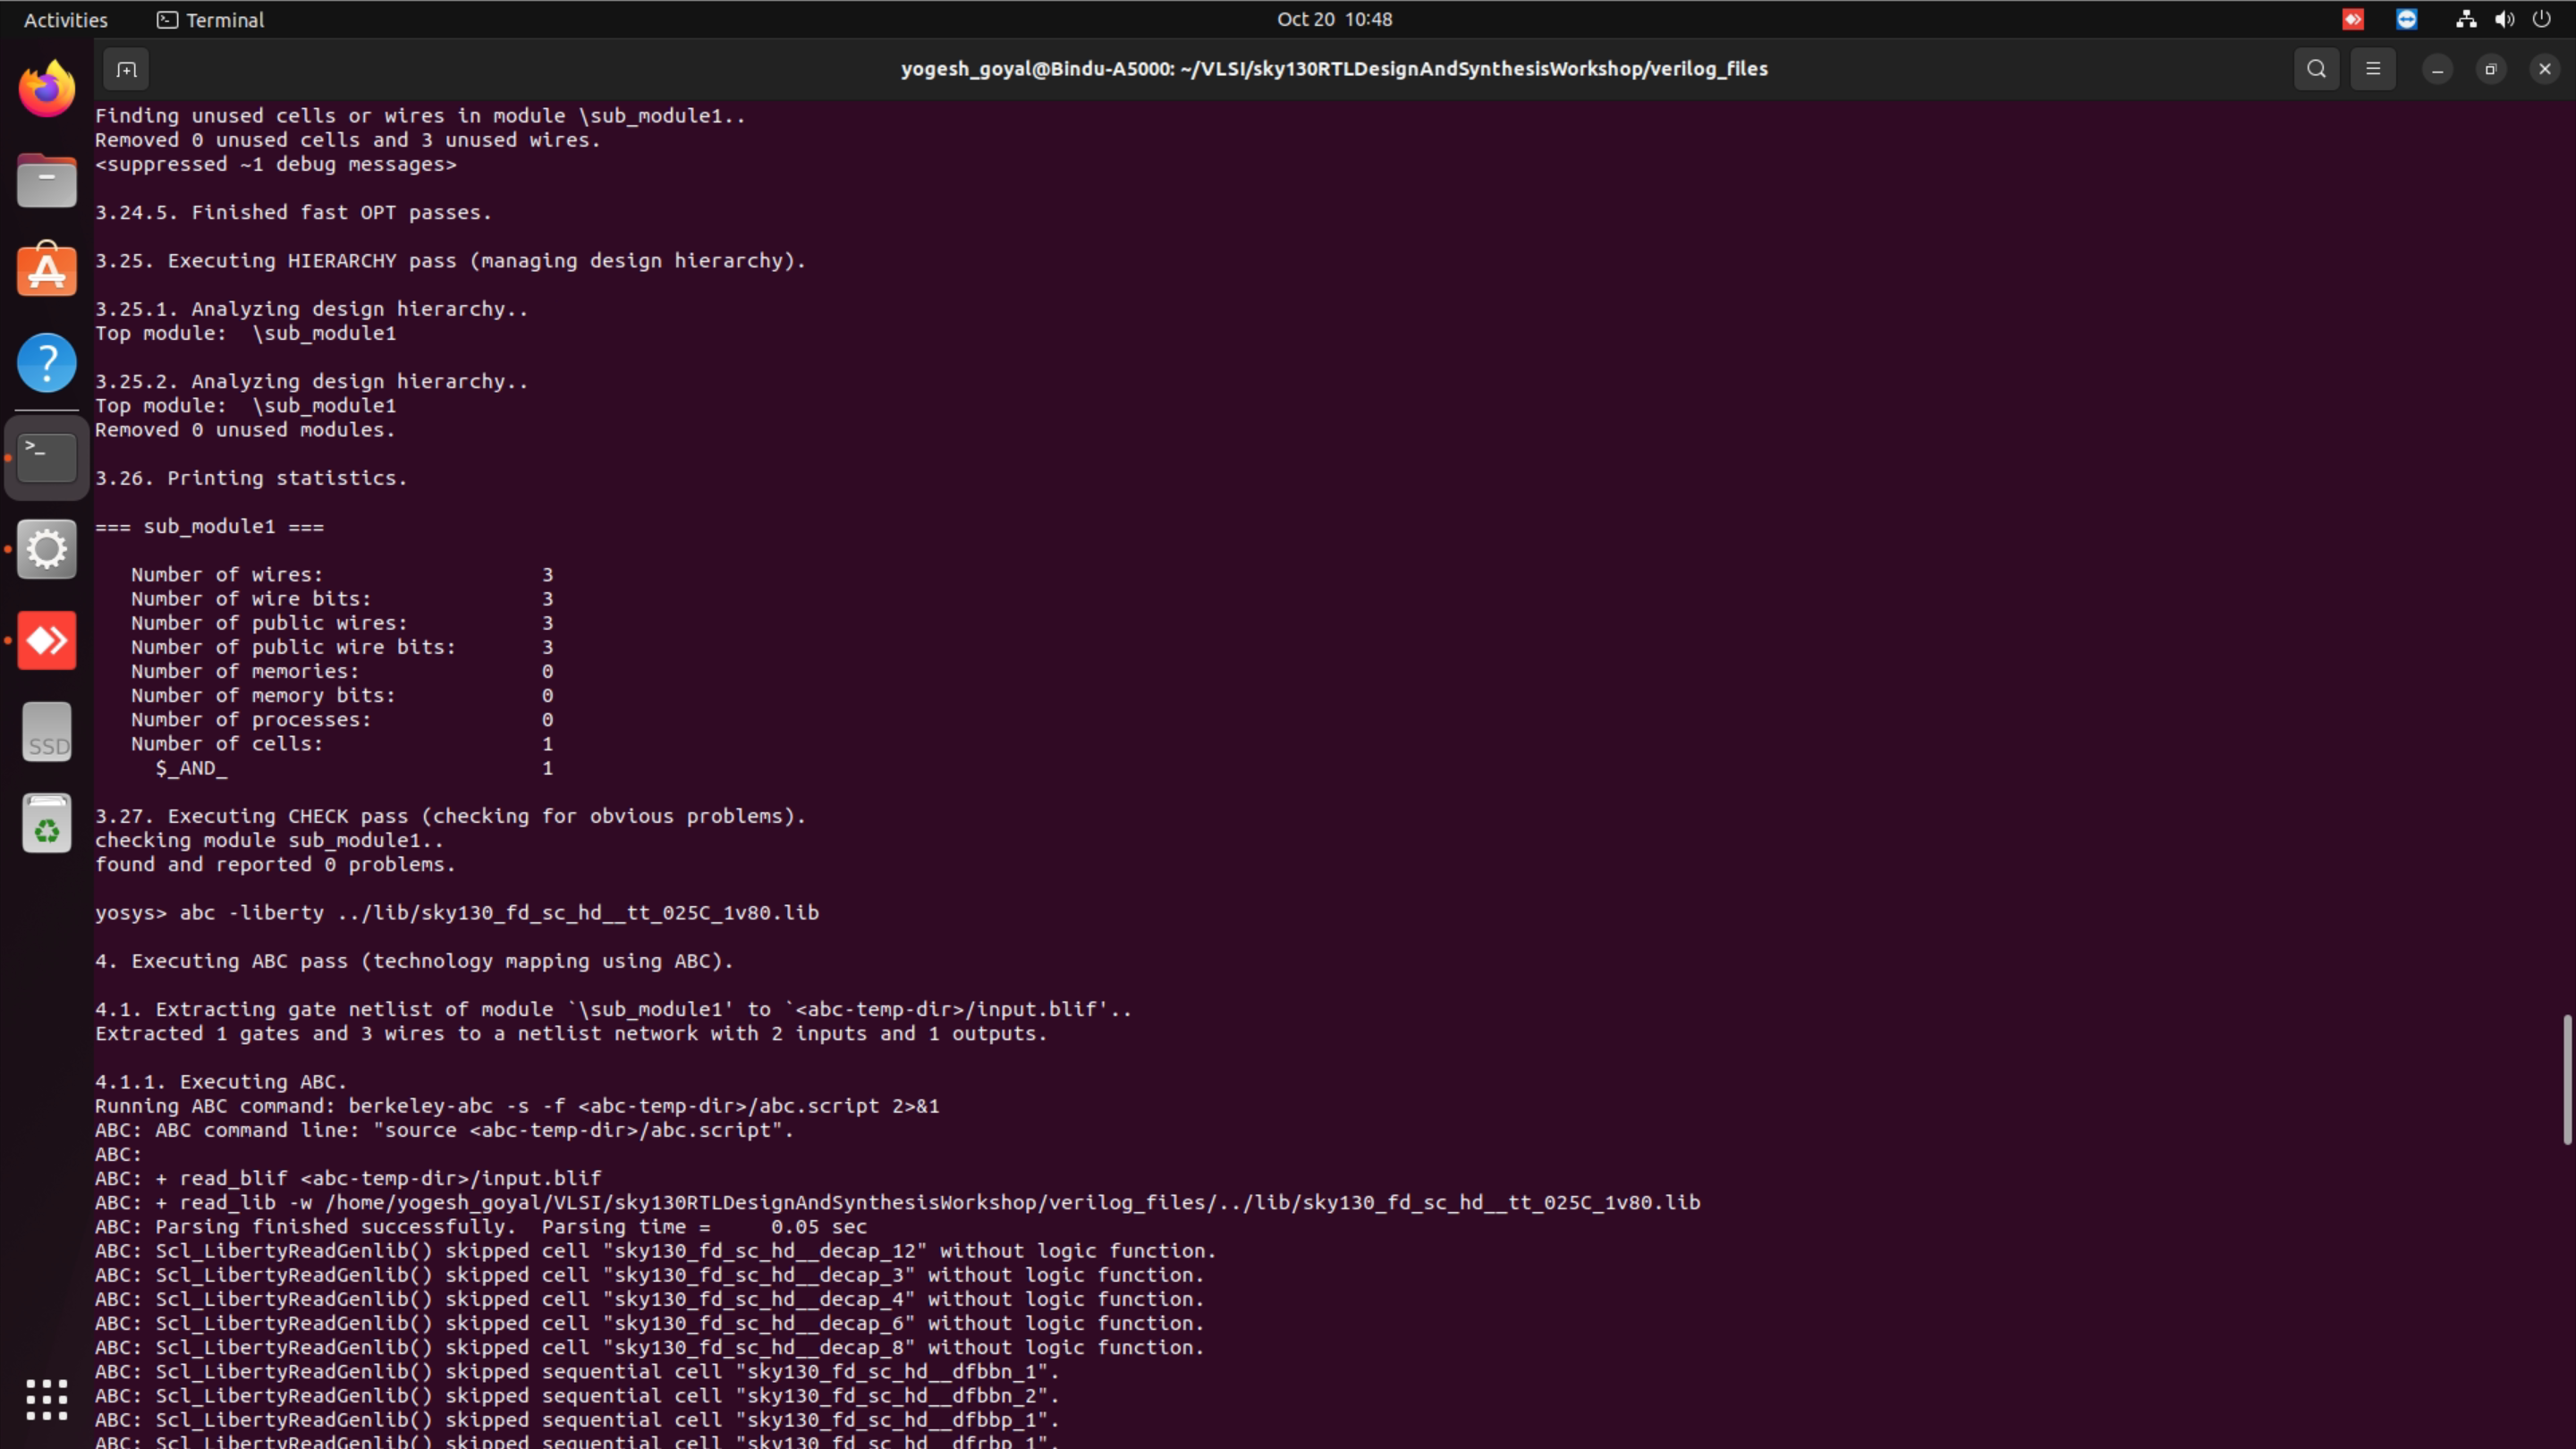 Activities
Terminal
Oct 20 10:48
yogesh_goyal@Bindu-A5000: ~/VLSI/sky130RTLDesignAndSynthesisWorkshop/verilog_files
Finding unused cells or wires in module \sub_module1..
Removed 0 unused cells and 3 unused wires.
<suppressed ~1 debug messages>
3.24.5. Finished fast OPT passes.
3.25. Executing HIERARCHY pass (managing design hierarchy).
3.25.1. Analyzing design hierarchy..
Top module:  \sub_module1
3.25.2. Analyzing design hierarchy..
Top module:  \sub_module1
Removed 0 unused modules.
3.26. Printing statistics.
=== sub_module1 ===
Number of wires: 3
Number of wire bits: 3
Number of public wires: 3
Number of public wire bits: 3
Number of memories: 0
Number of memory bits: 0
Number of processes: 0
Number of cells: 1
$_AND_ 1
3.27. Executing CHECK pass (checking for obvious problems).
checking module sub_module1..
found and reported 0 problems.
yosys> abc -liberty ../lib/sky130_fd_sc_hd__tt_025C_1v80.lib
4. Executing ABC pass (technology mapping using ABC).
4.1. Extracting gate netlist of module `\sub_module1' to `<abc-temp-dir>/input.blif'..
Extracted 1 gates and 3 wires to a netlist network with 2 inputs and 1 outputs.
4.1.1. Executing ABC.
Running ABC command: berkeley-abc -s -f <abc-temp-dir>/abc.script 2>&1
ABC: ABC command line: "source <abc-temp-dir>/abc.script".
ABC:
ABC: + read_blif <abc-temp-dir>/input.blif
ABC: + read_lib -w /home/yogesh_goyal/VLSI/sky130RTLDesignAndSynthesisWorkshop/verilog_files/../lib/sky130_fd_sc_hd__tt_025C_1v80.lib
ABC: Parsing finished successfully.  Parsing time =     0.05 sec
ABC: Scl_LibertyReadGenlib() skipped cell "sky130_fd_sc_hd__decap_12" without logic function.
ABC: Scl_LibertyReadGenlib() skipped cell "sky130_fd_sc_hd__decap_3" without logic function.
ABC: Scl_LibertyReadGenlib() skipped cell "sky130_fd_sc_hd__decap_4" without logic function.
ABC: Scl_LibertyReadGenlib() skipped cell "sky130_fd_sc_hd__decap_6" without logic function.
ABC: Scl_LibertyReadGenlib() skipped cell "sky130_fd_sc_hd__decap_8" without logic function.
ABC: Scl_LibertyReadGenlib() skipped sequential cell "sky130_fd_sc_hd__dfbbn_1".
ABC: Scl_LibertyReadGenlib() skipped sequential cell "sky130_fd_sc_hd__dfbbn_2".
ABC: Scl_LibertyReadGenlib() skipped sequential cell "sky130_fd_sc_hd__dfbbp_1".
ABC: Scl_LibertyReadGenlib() skipped sequential cell "sky130_fd_sc_hd__dfrbp_1".
SSD